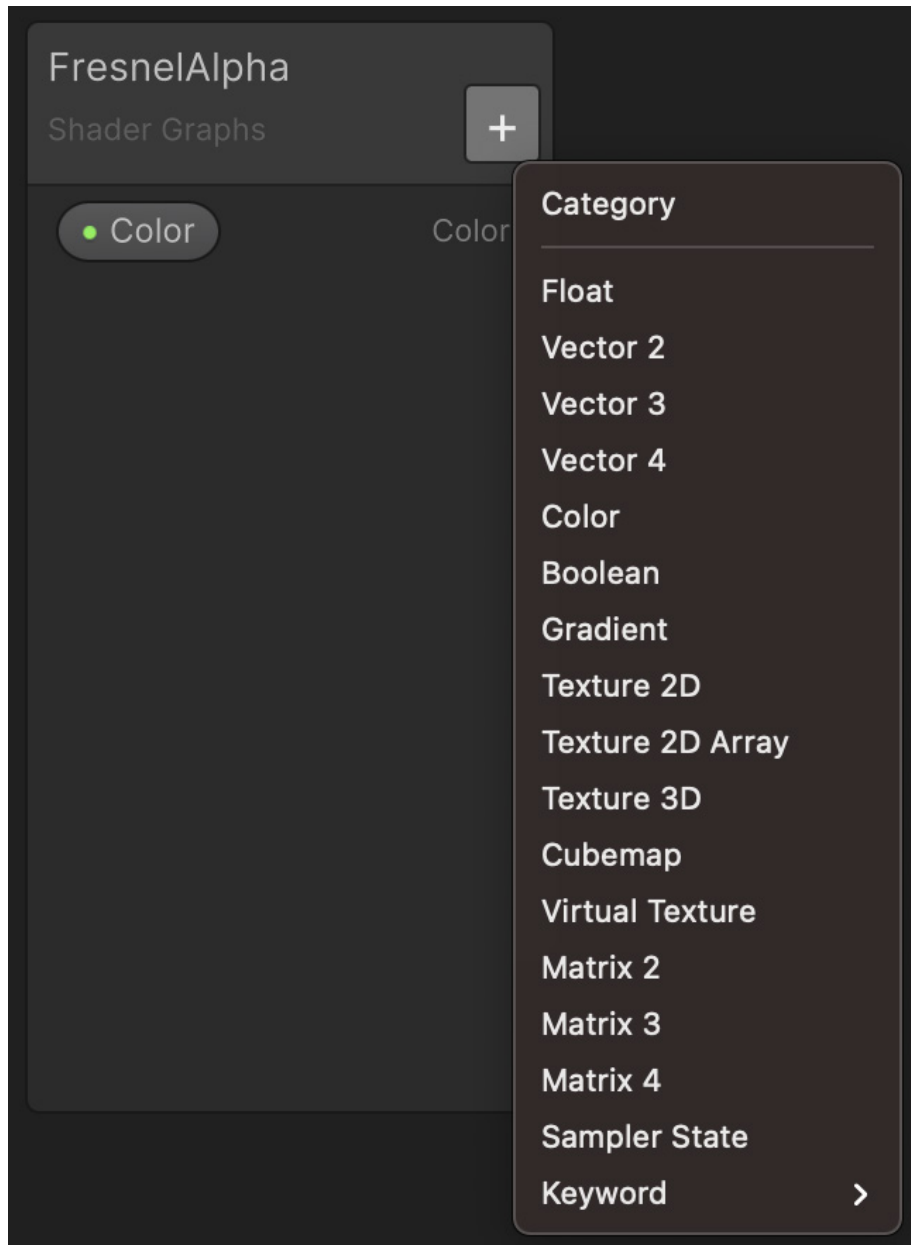 FresnelAlpha
Shader Graphs
+
Color
Color
Category
Float
Vector 2
Vector 3
Vector 4
Color
Boolean
Gradient
Texture 2D
Texture 2D Array
Texture 3D
Cubemap
Virtual Texture
Matrix 2
Matrix 3
Matrix 4
Sampler State
Keyword